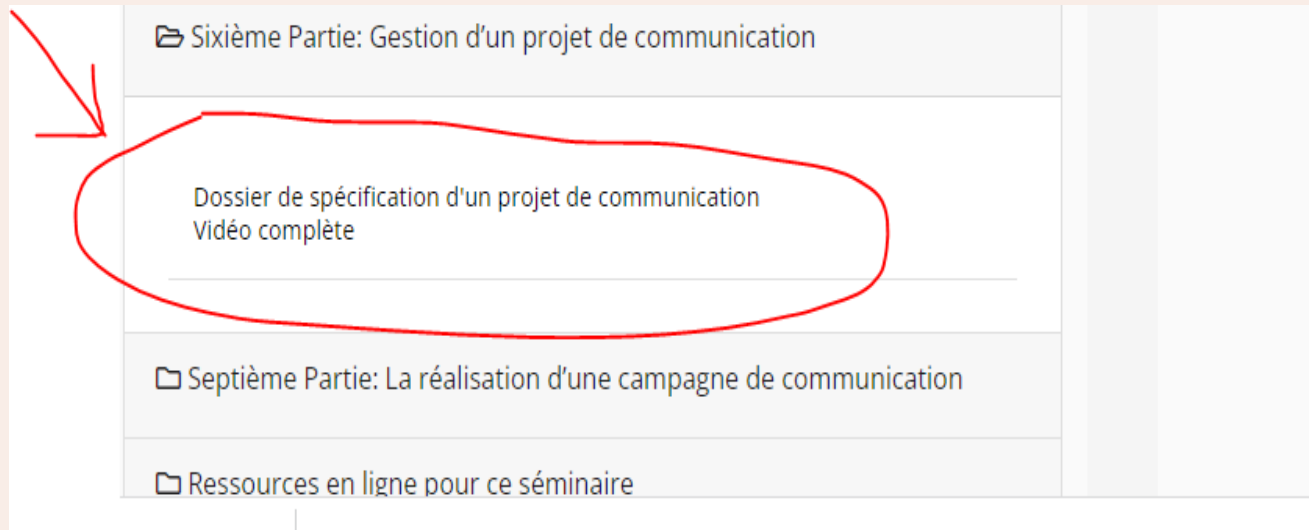 Sixième Partie: Gestion d’un projet de communication
Dossier de spécification d'un projet de communication
Vidéo complète
Septième Partie: La réalisation d’une campagne de communication
Ressources en ligne pour ce séminaire